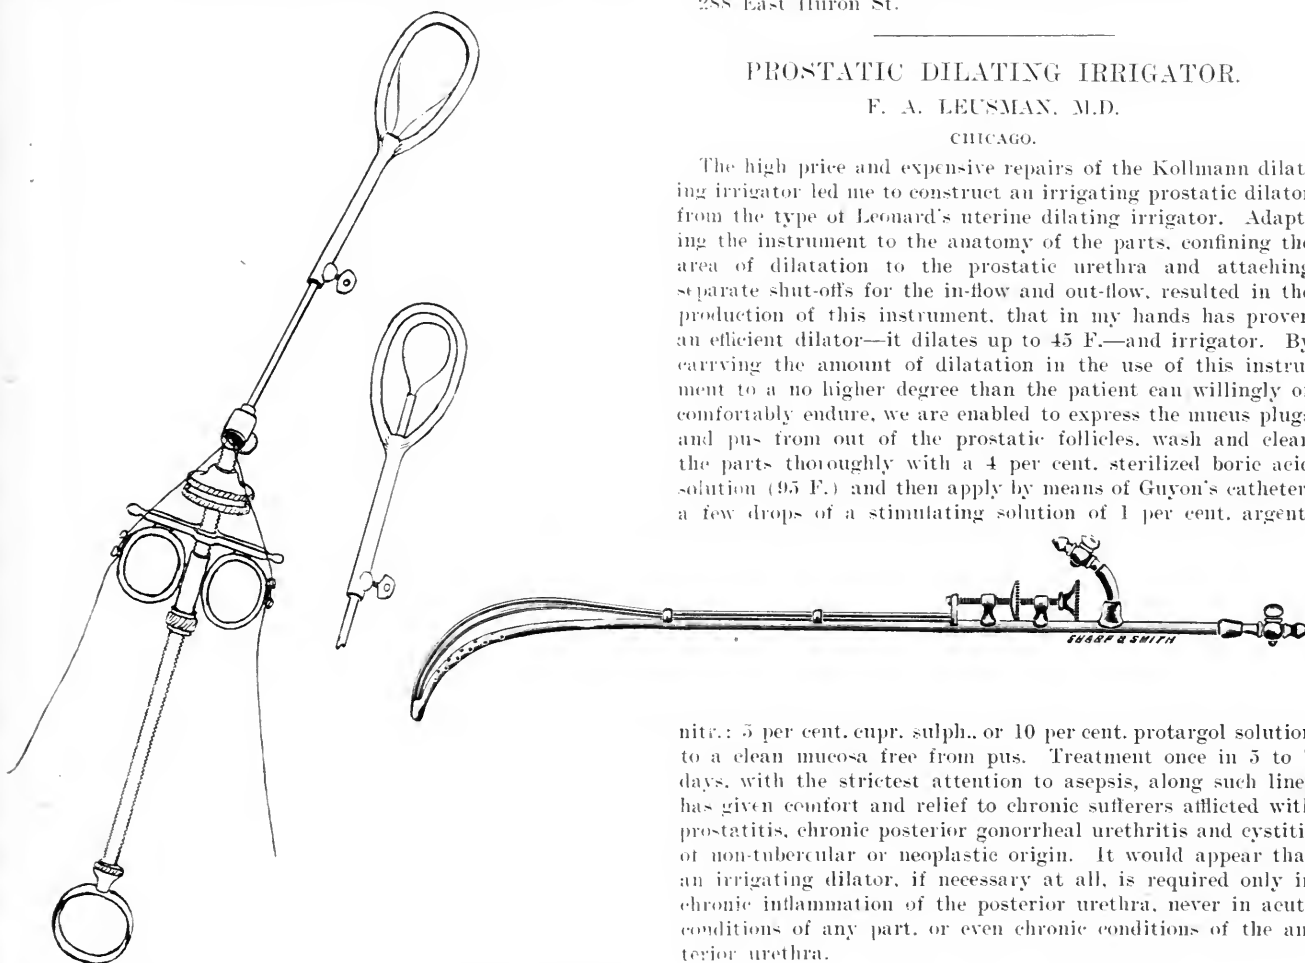 288 East Huron St.
PROSTATIC DILATING IRRIGATOR.
F. A. LEUSMAN, M.D.
CHICAGO.
The high price and expensive repairs of the Kollmann dilat-
ing irrigator led me to construct an irrigating prostatic dilator
from the type of Leonard's uterine dilating irrigator. Adapt-
ing the instrument to the anatomy of the parts, confining the
area of dilatation to the prostatic urethra and attaching
separate shut-offs for the in-flow and out-flow, resulted in the
production of this instrument, that in my hands has proven
an efficient dilator—it dilates up to 45 F.—and irrigator. By
carrying the amount of dilatation in the use of this instru-
ment to a no higher degree than the patient can willingly or
comfortably endure, we are enabled to express the mucus plugs
and pus from out of the prostatic follicles, wash and clean
the parts thoroughly with a 4 per cent. sterilized boric acid
solution (95 F.) and then apply by means of Guyon's catheter
a few drops of a stimulating solution of 1 per cent. argent.
SHARP & SMITH
nitr.: 5 per cent. cupr. sulph.. or 10 per cent. protargol solution
to a clean mucosa free from pus. Treatment once in 5 to
days, with the strictest attention to asepsis, along such lines
has given comfort and relief to chronic sufferers afflicted with
prostatitis, chronic posterior gonorrheal urethritis and cystitis
of non-tubercular or neoplastic origin. It would appear that
an irrigating dilator, if necessary at all, is required only in
chronic inflammation of the posterior urethra, never in acute
conditions of any part, or even chronic conditions of the an-
terior urethra.